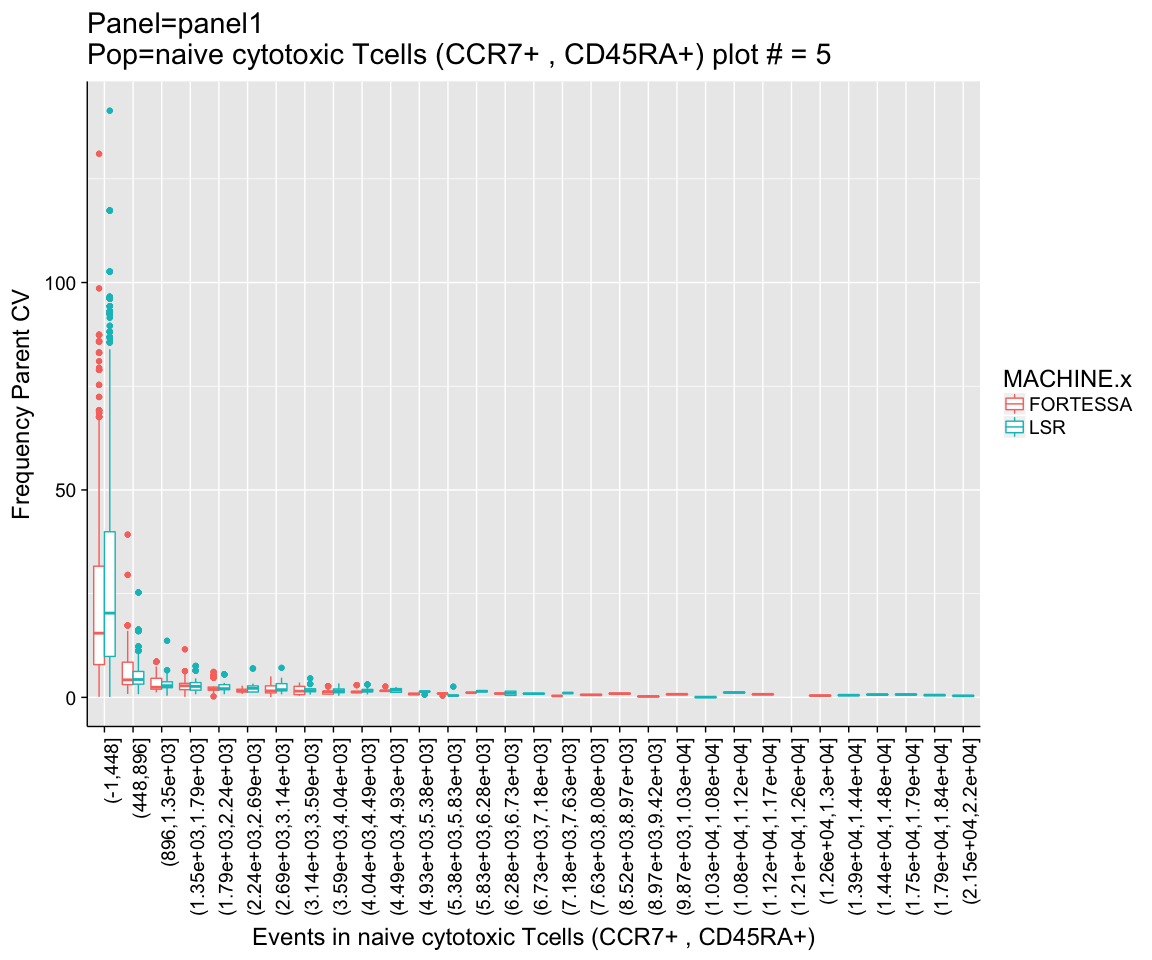 Panel=panel1
Pop=naive cytotoxic Tcells (CCR7+ , CD45RA+) plot # = 5
Frequency Parent CV
100
50
0
MACHINE.x
FORTESSA
LSR
(-1,448]
(448,896]
(896,1.35e+03]
(1.35e+03,1.79e+03]
(1.79e+03,2.24e+03]
(2.24e+03,2.69e+03]
(2.69e+03,3.14e+03]
(3.14e+03,3.59e+03]
(3.59e+03,4.04e+03]
(4.04e+03,4.49e+03]
(4.49e+03,4.93e+03]
(4.93e+03,5.38e+03]
(5.38e+03,5.83e+03]
(5.83e+03,6.28e+03]
(6.28e+03,6.73e+03]
(6.73e+03,7.18e+03]
(7.18e+03,7.63e+03]
(7.63e+03,8.08e+03]
(8.52e+03,8.97e+03]
(8.97e+03,9.42e+03]
(9.87e+03,1.03e+04]
(1.03e+04,1.08e+04]
(1.08e+04,1.12e+04]
(1.12e+04,1.17e+04]
(1.21e+04,1.26e+04]
(1.26e+04,1.3e+04]
(1.39e+04,1.44e+04]
(1.44e+04,1.48e+04]
(1.75e+04,1.79e+04]
(1.79e+04,1.84e+04]
(2.15e+04,2.2e+04]
Events in naive cytotoxic Tcells (CCR7+ , CD45RA+)